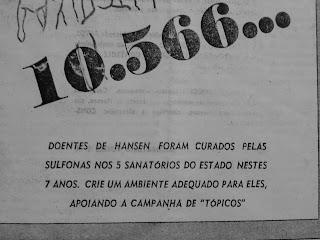 10.566...
DOENTES DE HANSEN FORAM CURADOS PELAS
SULFONAS NOS 5 SANATÓRIOS DO ESTADO NESTES
7 ANOS. CRIE UM AMBIENTE ADEQUADO PARA ELES,
APOIANDO A CAMPANHA DE "TÓPICOS"